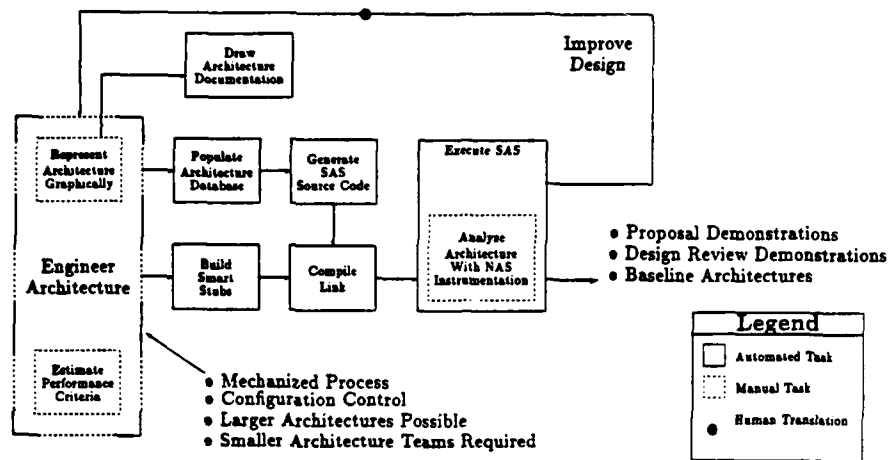 Improve
Design
Draw
Architecture
Documentation
Represent
Architecture
Graphically
Populate
Architecture
Database
Generate
SAS
Source Code
Execute SAS
Analyse
Architecture
With NAS
Instrumentation
Engineer
Architecture
Build
Smart
Stubs
Compile
Link
● Proposal Demonstrations
● Design Review Demonstrations
● Baseline Architectures
Estimate
Performance
Criteria
● Mechanized Process
● Configuration Control
● Larger Architectures Possible
● Smaller Architecture Teams Required
Legend
Automated Task
Manual Task
Human Translation